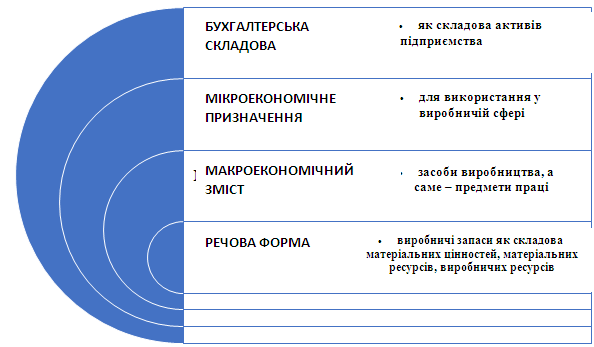 БУХГАЛТЕРСЬКА
СКЛАДОВА
• як складова активів
підприємства
МІКРОЕКОНОМІЧНЕ
ПРИЗНАЧЕННЯ
• для використання у
виробничій сфері
МАКРОЕКОНОМІЧНИЙ
ЗМІСТ
• засоби виробництва, а
саме – предмети праці
РЕЧОВА ФОРМА
• виробничі запаси як складова
матеріальних цінностей, матеріальних
ресурсів, виробничих ресурсів